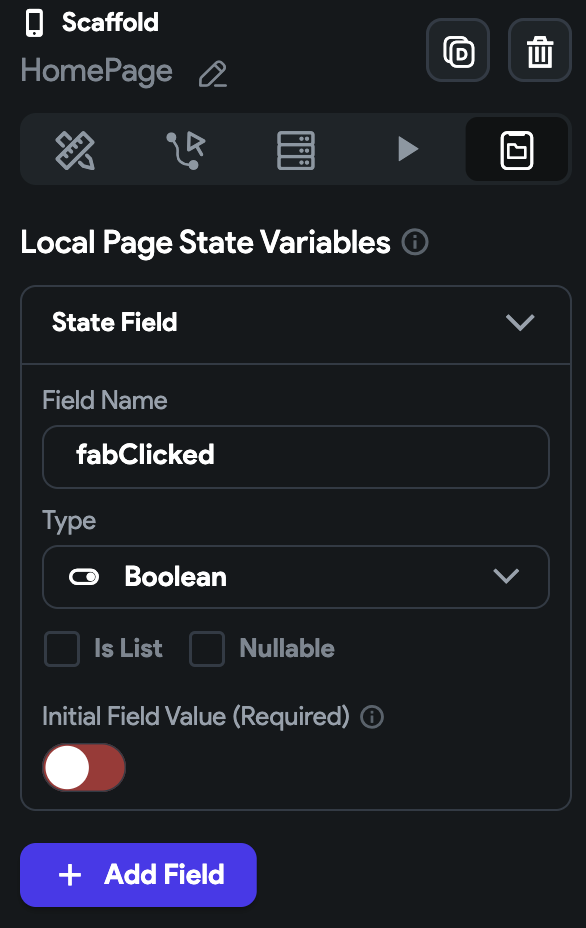 Scaffold
HomePage
D
Local Page State Variables
State Field
Field Name
fabClicked
Type
Boolean
Is List Nullable
Initial Field Value (Required)
+ Add Field